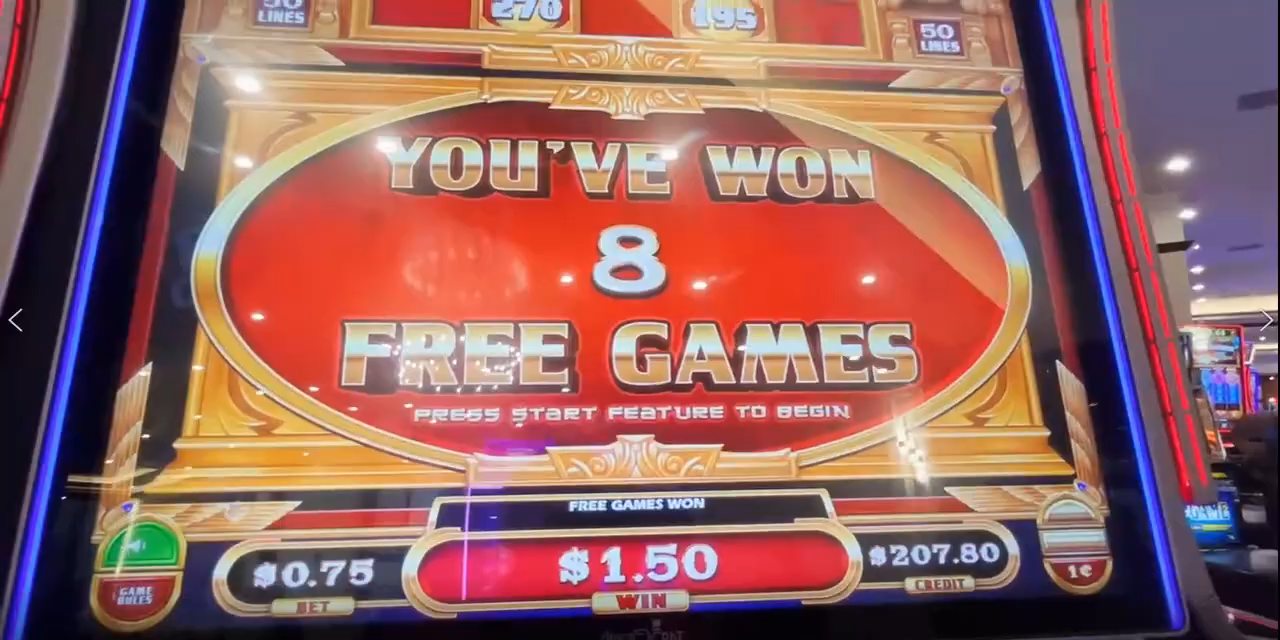 50
LINES
270
195
50
LINES
YOU'VE WON
8
FREE GAMES
PRESS START FEATURE TO BEGIN
FREE GAMES WON
$0.75
BET
$1.50
WIN
$207.80
CREDIT
GAME
RULES
1¢